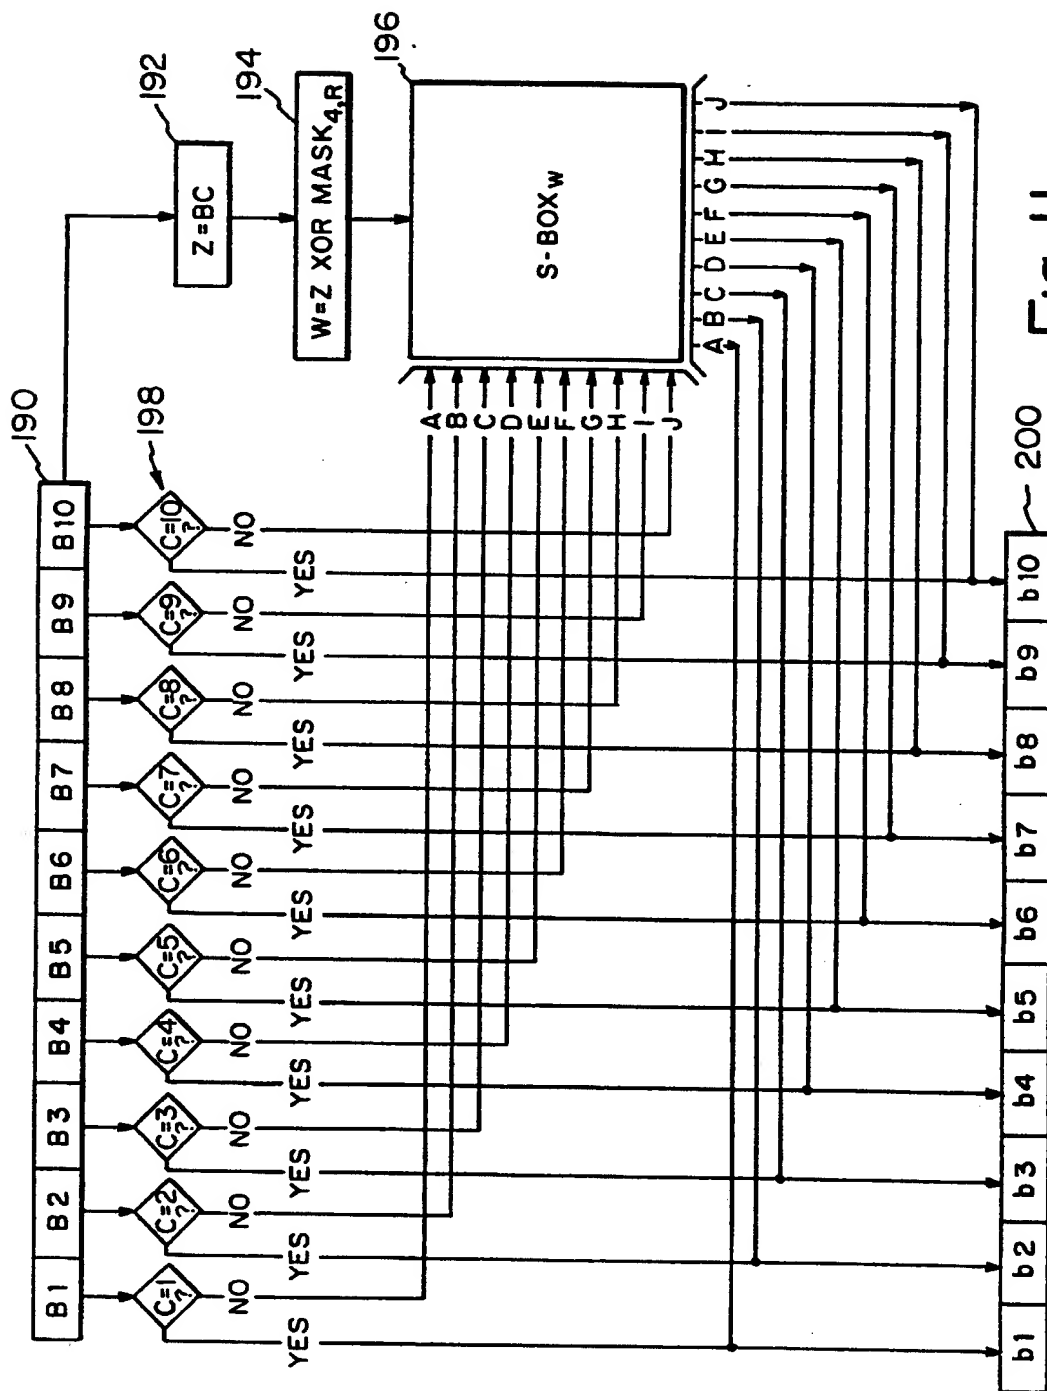 190
B1 B2 B3 B4 B5 B6 B7 B8 B9 B10
192
Z=BC
198
C=1 ? C=2 ? C=3 ? C=4 ? C=5 ? C=6 ? C=7 ? C=8 ? C=9 ? C=10 ?
194
W=Z XOR MASK4,R
NO NO NO NO NO NO NO NO NO NO
YES YES YES YES YES YES YES YES YES YES
196
S-BOXW
A
B
C
D
E
F
G
H
I
J
A B C D E F G H I J
200
b1 b2 b3 b4 b5 b6 b7 b8 b9 b10